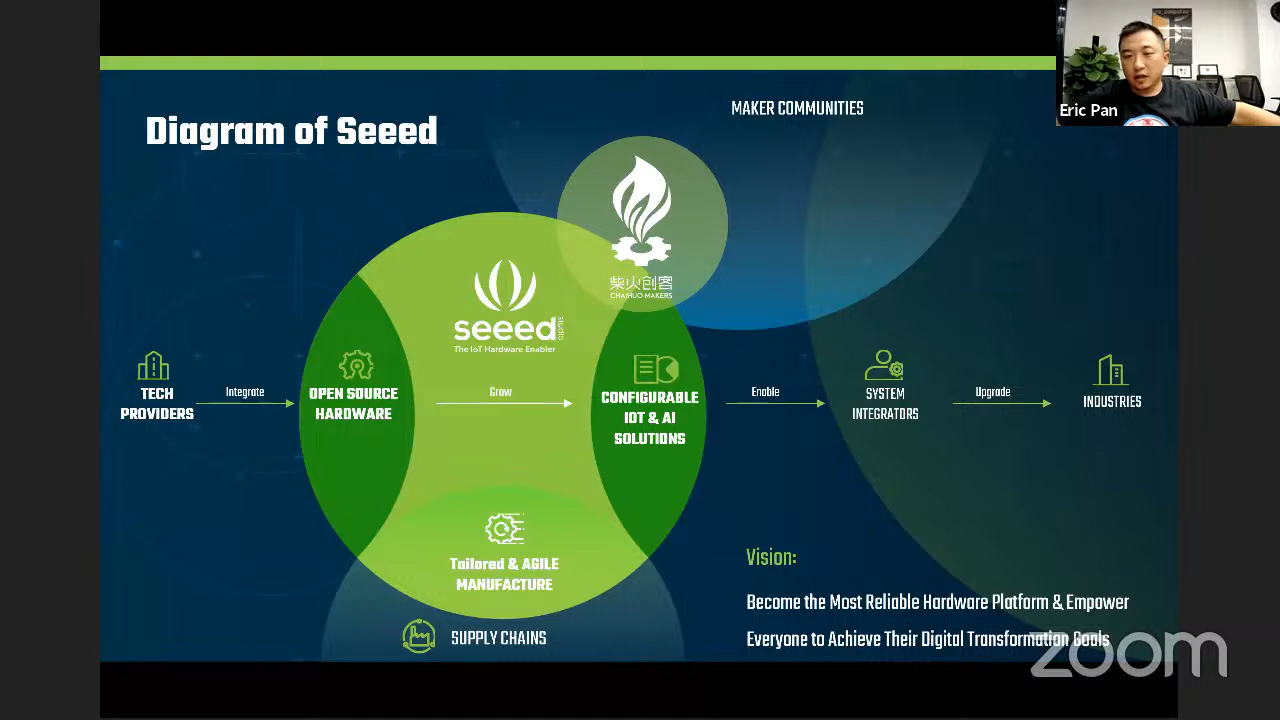 Diagram of Seeed
MAKER COMMUNITIES
Eric Pan
柴火创客
CHAIHUO MAKERS
seeed studio
The IoT Hardware Enabler
TECH
PROVIDERS
Integrate
OPEN SOURCE
HARDWARE
Grow
CONFIGURABLE
IOT & AI
SOLUTIONS
Enable
SYSTEM
INTEGRATORS
Upgrade
INDUSTRIES
Tailored & AGILE
MANUFACTURE
SUPPLY CHAINS
Vision:
Become the Most Reliable Hardware Platform & Empower
Everyone to Achieve Their Digital Transformation Goals
zoom